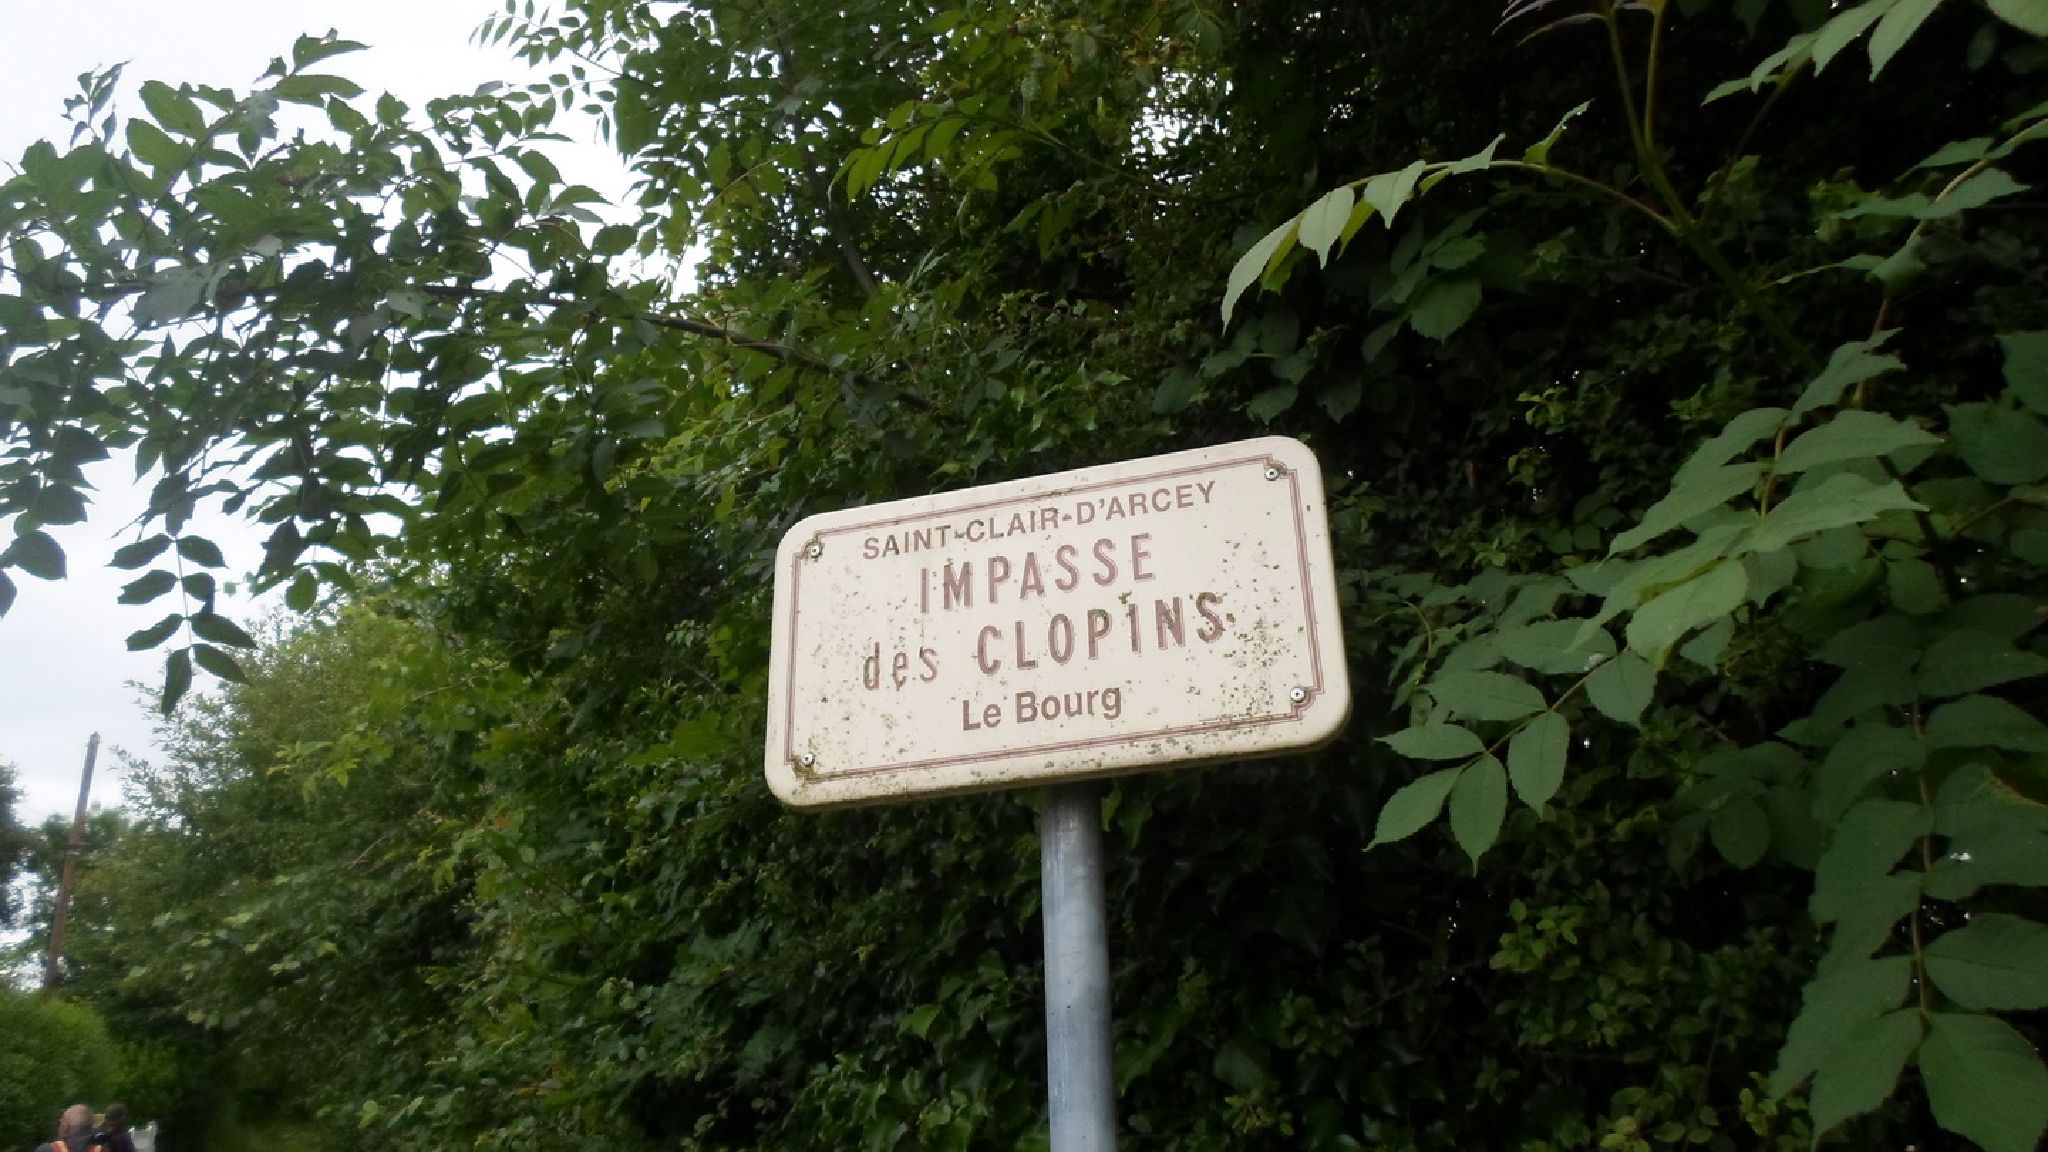 SAINT-CLAIR-D'ARCEY
IMPASSE
des CLOPINS
Le Bourg